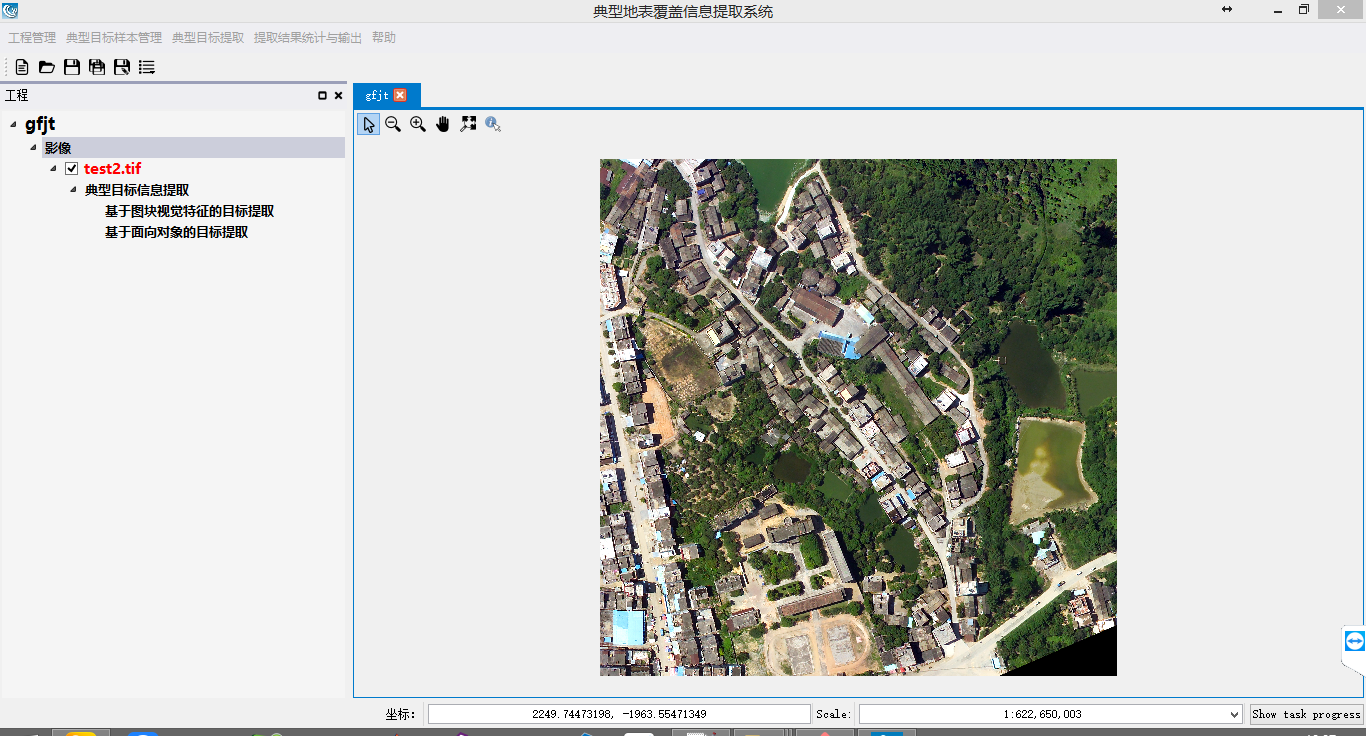 典型地表覆盖信息提取系统
工程管理 典型目标样本管理 典型目标提取 提取结果统计与输出 帮助
工程
gfjt
gfjt
影像
test2.tif
典型目标信息提取
基于图块视觉特征的目标提取
基于面向对象的目标提取
坐标: 2249.74473198, -1963.55471349 Scale: 1:622,650,003 Show task progress